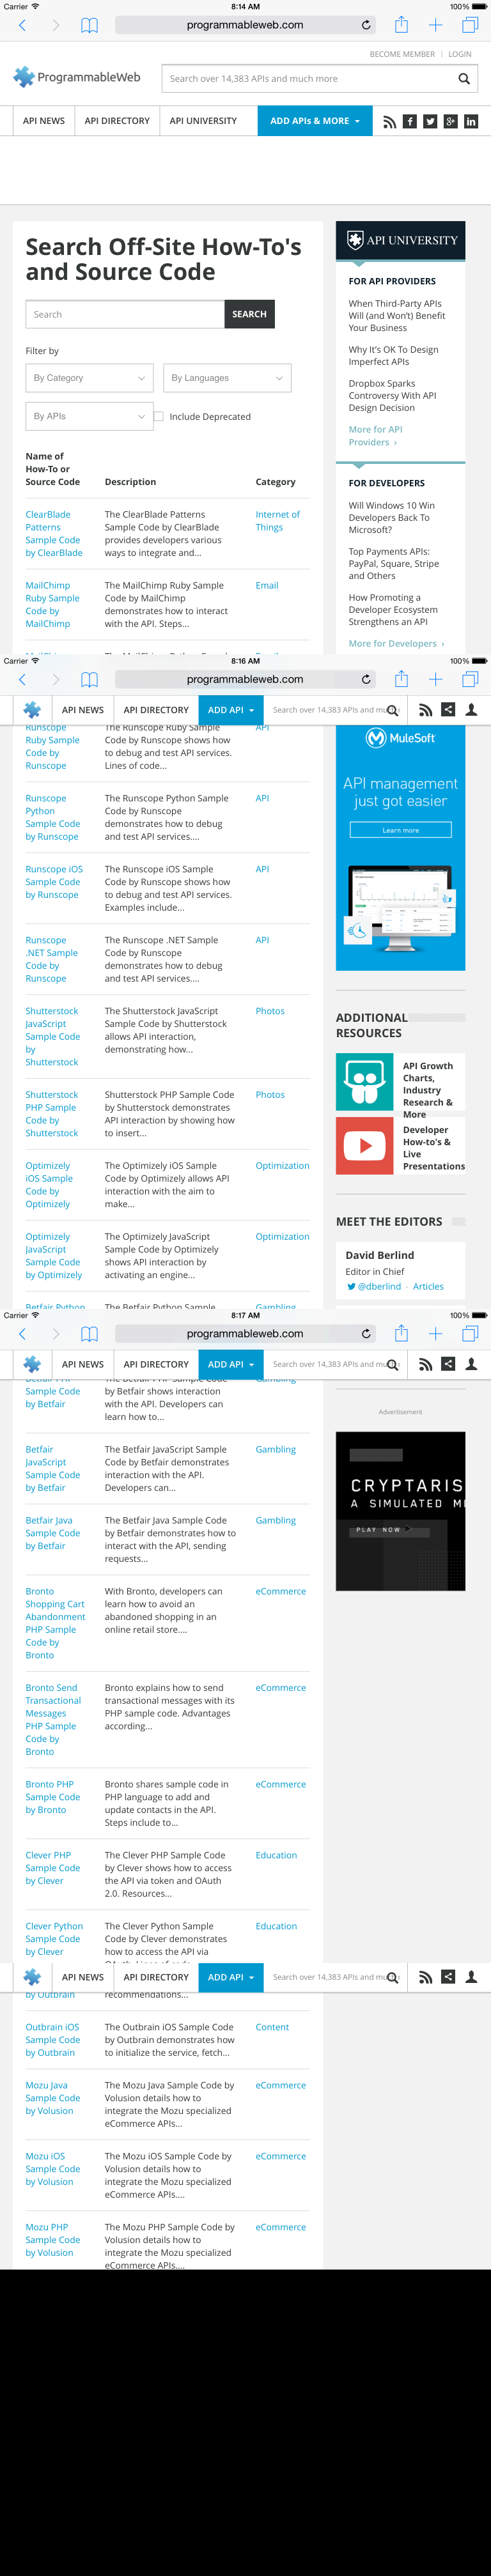 Carrier 8:14 AM 100%
programmableweb.com
BECOME MEMBER | LOGIN
ProgrammableWeb
Search over 14,383 APIs and much more
API NEWS API DIRECTORY API UNIVERSITY ADD APIs & MORE
Search Off-Site How-To's
and Source Code
Search SEARCH
Filter by
By Category By Languages
By APIs Include Deprecated
Name of
How-To or
Source Code Description Category
ClearBlade
Patterns
Sample Code
by ClearBlade
The ClearBlade Patterns
Sample Code by ClearBlade
provides developers various
ways to integrate and...
Internet of
Things
MailChimp
Ruby Sample
Code by
MailChimp
The MailChimp Ruby Sample
Code by MailChimp
demonstrates how to interact
with the API. Steps...
Email
API UNIVERSITY
FOR API PROVIDERS
When Third-Party APIs
Will (and Won't) Benefit
Your Business
Why It's OK To Design
Imperfect APIs
Dropbox Sparks
Controversy With API
Design Decision
More for API
Providers ›
FOR DEVELOPERS
Will Windows 10 Win
Developers Back To
Microsoft?
Top Payments APIs:
PayPal, Square, Stripe
and Others
How Promoting a
Developer Ecosystem
Strengthens an API
More for Developers ›
Carrier 8:16 AM 100%
programmableweb.com
API NEWS API DIRECTORY ADD API Search over 14,383 APIs and mu
Runscope
Ruby Sample
Code by
Runscope
The Runscope Ruby Sample
Code by Runscope shows how
to debug and test API services.
Lines of code...
API
Runscope
Python
Sample Code
by Runscope
The Runscope Python Sample
Code by Runscope
demonstrates how to debug
and test API services....
API
Runscope iOS
Sample Code
by Runscope
The Runscope iOS Sample
Code by Runscope shows how
to debug and test API services.
Examples include...
API
Runscope
.NET Sample
Code by
Runscope
The Runscope .NET Sample
Code by Runscope
demonstrates how to debug
and test API services....
API
Shutterstock
JavaScript
Sample Code
by
Shutterstock
The Shutterstock JavaScript
Sample Code by Shutterstock
allows API interaction,
demonstrating how...
Photos
Shutterstock
PHP Sample
Code by
Shutterstock
Shutterstock PHP Sample Code
by Shutterstock demonstrates
API interaction by showing how
to insert...
Photos
Optimizely
iOS Sample
Code by
Optimizely
The Optimizely iOS Sample
Code by Optimizely allows API
interaction with the aim to
make...
Optimization
Optimizely
JavaScript
Sample Code
by Optimizely
The Optimizely JavaScript
Sample Code by Optimizely
shows API interaction by
activating an engine...
Optimization
Betfair Python
The Betfair Python Sample
Gambling
MuleSoft
API management
just got easier
Learn more
ADDITIONAL
RESOURCES
API Growth
Charts,
Industry
Research &
More
Developer
How-to's &
Live
Presentations
MEET THE EDITORS
David Berlind
Editor in Chief
@dberlind · Articles
Carrier 8:17 AM 100%
programmableweb.com
API NEWS API DIRECTORY ADD API Search over 14,383 APIs and mu
Sample Code
by Betfair
by Betfair shows interaction
with the API. Developers can
learn how to...
Betfair
JavaScript
Sample Code
by Betfair
The Betfair JavaScript Sample
Code by Betfair demonstrates
interaction with the API.
Developers can...
Gambling
Betfair Java
Sample Code
by Betfair
The Betfair Java Sample Code
by Betfair demonstrates how to
interact with the API, sending
requests...
Gambling
Bronto
Shopping Cart
Abandonment
PHP Sample
Code by
Bronto
With Bronto, developers can
learn how to avoid an
abandoned shopping in an
online retail store....
eCommerce
Bronto Send
Transactional
Messages
PHP Sample
Code by
Bronto
Bronto explains how to send
transactional messages with its
PHP sample code. Advantages
according...
eCommerce
Bronto PHP
Sample Code
by Bronto
Bronto shares sample code in
PHP language to add and
update contacts in the API.
Steps include to...
eCommerce
Clever PHP
Sample Code
by Clever
The Clever PHP Sample Code
by Clever shows how to access
the API via token and OAuth
2.0. Resources...
Education
Clever Python
Sample Code
by Clever
The Clever Python Sample
Code by Clever demonstrates
how to access the API via
Education
Advertisement
CRYPTARIS
A SIMULATED
PLAY NOW
API NEWS API DIRECTORY ADD API Search over 14,383 APIs and mu
by Outbrain
recommendations...
Outbrain iOS
Sample Code
by Outbrain
The Outbrain iOS Sample Code
by Outbrain demonstrates how
to initialize the service, fetch...
Content
Mozu Java
Sample Code
by Volusion
The Mozu Java Sample Code by
Volusion details how to
integrate the Mozu specialized
eCommerce APIs...
eCommerce
Mozu iOS
Sample Code
by Volusion
The Mozu iOS Sample Code by
Volusion details how to
integrate the Mozu specialized
eCommerce APIs....
eCommerce
Mozu PHP
Sample Code
by Volusion
The Mozu PHP Sample Code by
Volusion details how to
integrate the Mozu specialized
eCommerce APIs....
eCommerce